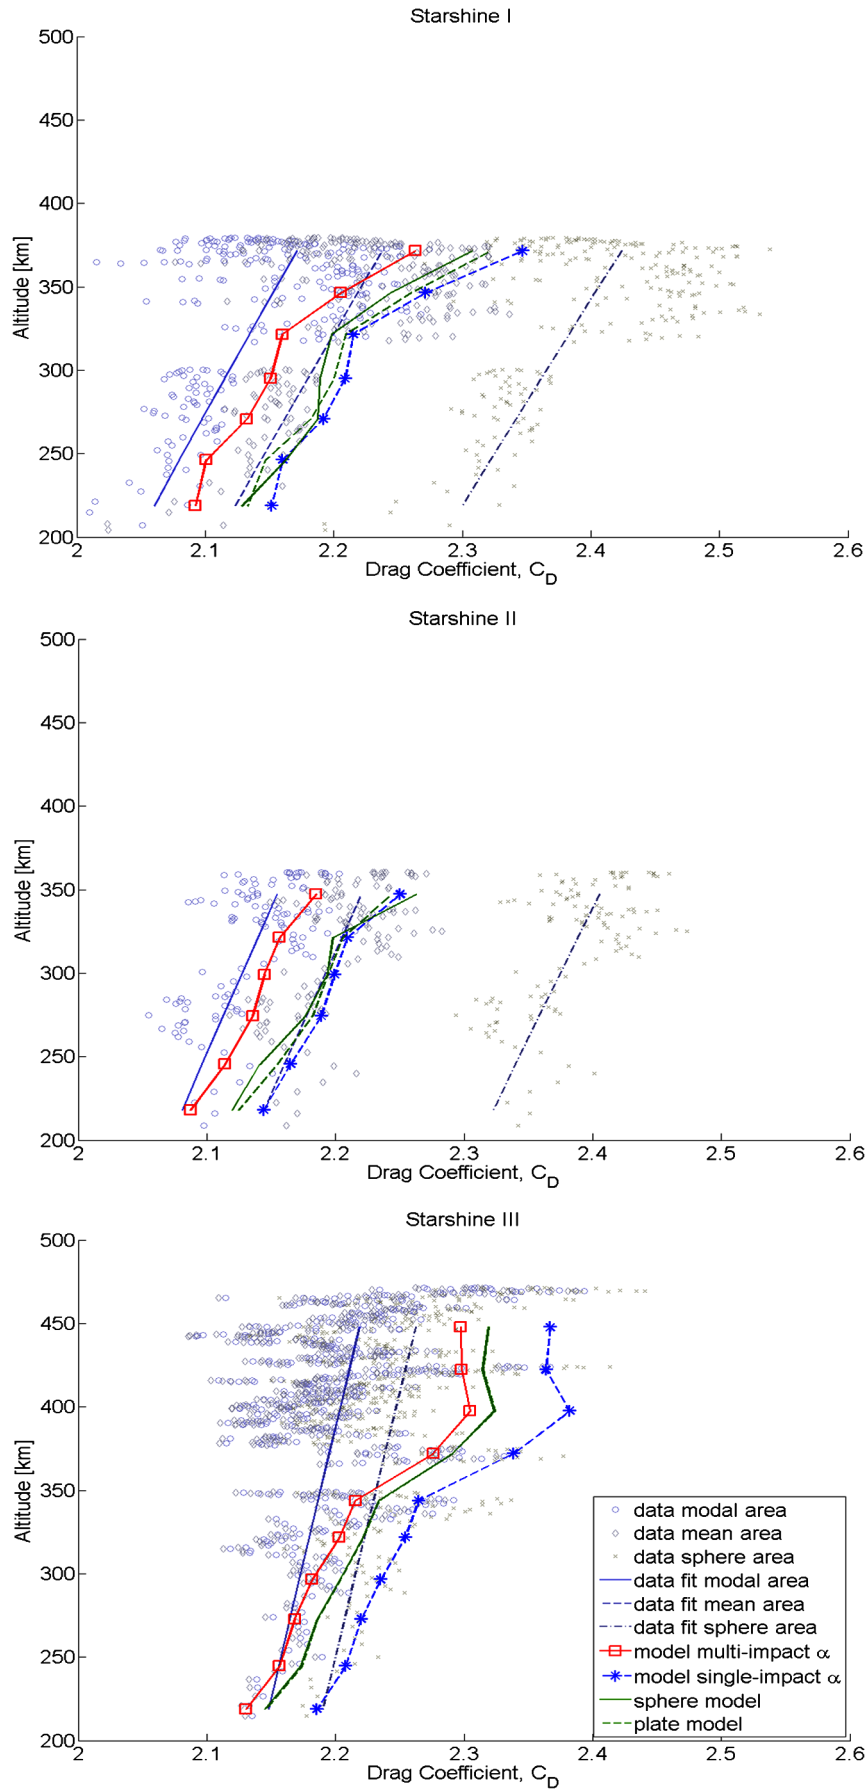 Starshine I
500
450
400
350
300
250
200
Altitude [km]
2 2.1 2.2 2.3 2.4 2.5 2.6
Drag Coefficient, C_D
Starshine II
500
450
400
350
300
250
200
Altitude [km]
2 2.1 2.2 2.3 2.4 2.5 2.6
Drag Coefficient, C_D
Starshine III
500
450
400
350
300
250
200
Altitude [km]
2 2.1 2.2 2.3 2.4 2.5 2.6
Drag Coefficient, C_D
data modal area
data mean area
data sphere area
data fit modal area
data fit mean area
data fit sphere area
model multi-impact α
model single-impact α
sphere model
plate model